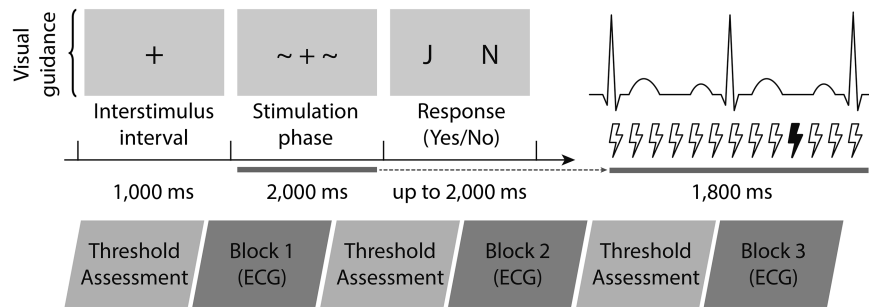 Visual
guidance
+
~ + ~
J N
Interstimulus
interval
Stimulation
phase
Response
(Yes/No)
1,000 ms
2,000 ms
up to 2,000 ms
1,800 ms
Threshold
Assessment
Block 1
(ECG)
Threshold
Assessment
Block 2
(ECG)
Threshold
Assessment
Block 3
(ECG)